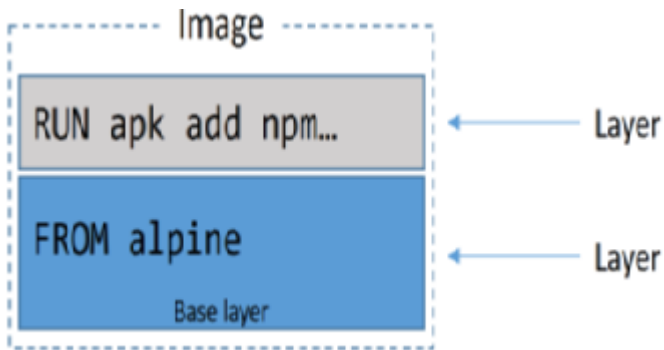 Image
RUN apk add npm…
Layer
FROM alpine
Layer
Base layer